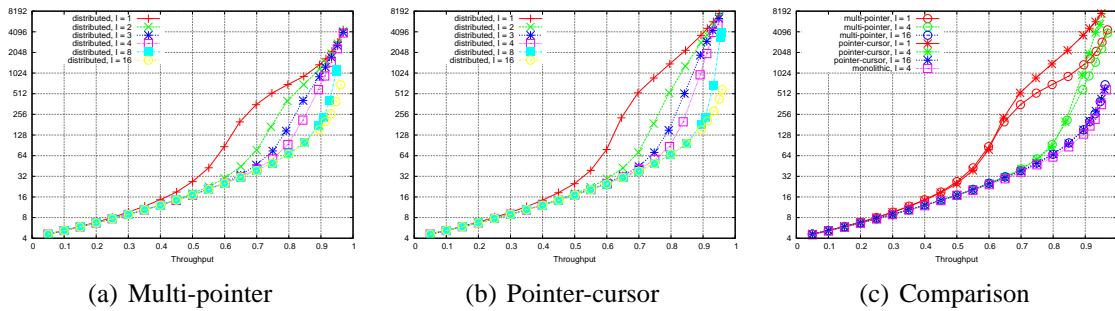 8192
4096
2048
1024
512
256
128
64
32
16
8
4
distributed, I = 1
distributed, I = 2
distributed, I = 3
distributed, I = 4
distributed, I = 8
distributed, I = 16
0 0.1 0.2 0.3 0.4 0.5 0.6 0.7 0.8 0.9 1
Throughput
(a) Multi-pointer
8192
4096
2048
1024
512
256
128
64
32
16
8
4
distributed, I = 1
distributed, I = 2
distributed, I = 3
distributed, I = 4
distributed, I = 8
distributed, I = 16
0 0.1 0.2 0.3 0.4 0.5 0.6 0.7 0.8 0.9 1
Throughput
(b) Pointer-cursor
8192
4096
2048
1024
512
256
128
64
32
16
8
4
multi-pointer, I = 1
multi-pointer, I = 4
multi-pointer, I = 16
pointer-cursor, I = 1
pointer-cursor, I = 4
pointer-cursor, I = 16
monolithic, I = 4
0 0.1 0.2 0.3 0.4 0.5 0.6 0.7 0.8 0.9
Throughput
(c) Comparison